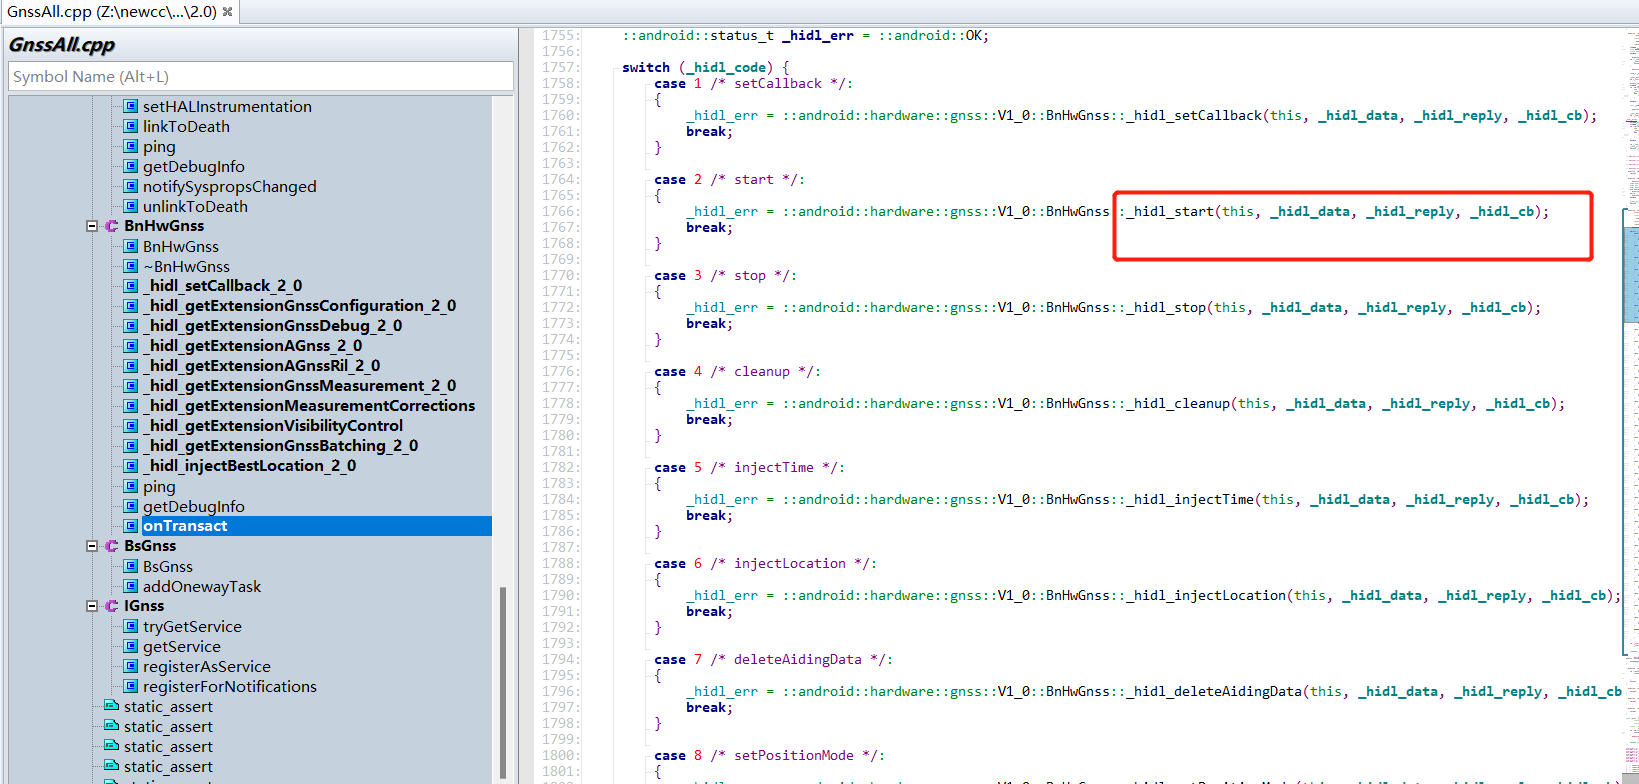 GnssAll.cpp (Z:\newcc\...\2.0)
GnssAll.cpp
Symbol Name (Alt+L)
setHALInstrumentation
linkToDeath
ping
getDebugInfo
notifySyspropsChanged
unlinkToDeath
BnHwGnss
BnHwGnss
~BnHwGnss
_hidl_setCallback_2_0
_hidl_getExtensionGnssConfiguration_2_0
_hidl_getExtensionGnssDebug_2_0
_hidl_getExtensionAGnss_2_0
_hidl_getExtensionAGnssRil_2_0
_hidl_getExtensionGnssMeasurement_2_0
_hidl_getExtensionMeasurementCorrections
_hidl_getExtensionVisibilityControl
_hidl_getExtensionGnssBatching_2_0
_hidl_injectBestLocation_2_0
ping
getDebugInfo
onTransact
BsGnss
BsGnss
addOnewayTask
IGnss
tryGetService
getService
registerAsService
registerForNotifications
static_assert
static_assert
static_assert
static_assert
1755: ::android::status_t _hidl_err = ::android::OK;
1756:
1757: switch (_hidl_code) {
1758: case 1 /* setCallback */:
1759: {
1760: _hidl_err = ::android::hardware::gnss::V1_0::BnHwGnss::_hidl_setCallback(this, _hidl_data, _hidl_reply, _hidl_cb);
1761: break;
1762: }
1763:
1764: case 2 /* start */:
1765: {
1766: _hidl_err = ::android::hardware::gnss::V1_0::BnHwGnss::_hidl_start(this, _hidl_data, _hidl_reply, _hidl_cb);
1767: break;
1768: }
1769:
1770: case 3 /* stop */:
1771: {
1772: _hidl_err = ::android::hardware::gnss::V1_0::BnHwGnss::_hidl_stop(this, _hidl_data, _hidl_reply, _hidl_cb);
1773: break;
1774: }
1775:
1776: case 4 /* cleanup */:
1777: {
1778: _hidl_err = ::android::hardware::gnss::V1_0::BnHwGnss::_hidl_cleanup(this, _hidl_data, _hidl_reply, _hidl_cb);
1779: break;
1780: }
1781:
1782: case 5 /* injectTime */:
1783: {
1784: _hidl_err = ::android::hardware::gnss::V1_0::BnHwGnss::_hidl_injectTime(this, _hidl_data, _hidl_reply, _hidl_cb);
1785: break;
1786: }
1787:
1788: case 6 /* injectLocation */:
1789: {
1790: _hidl_err = ::android::hardware::gnss::V1_0::BnHwGnss::_hidl_injectLocation(this, _hidl_data, _hidl_reply, _hidl_cb);
1791: break;
1792: }
1793:
1794: case 7 /* deleteAidingData */:
1795: {
1796: _hidl_err = ::android::hardware::gnss::V1_0::BnHwGnss::_hidl_deleteAidingData(this, _hidl_data, _hidl_reply, _hidl_cb
1797: break;
1798: }
1799:
1800: case 8 /* setPositionMode */:
1801: {